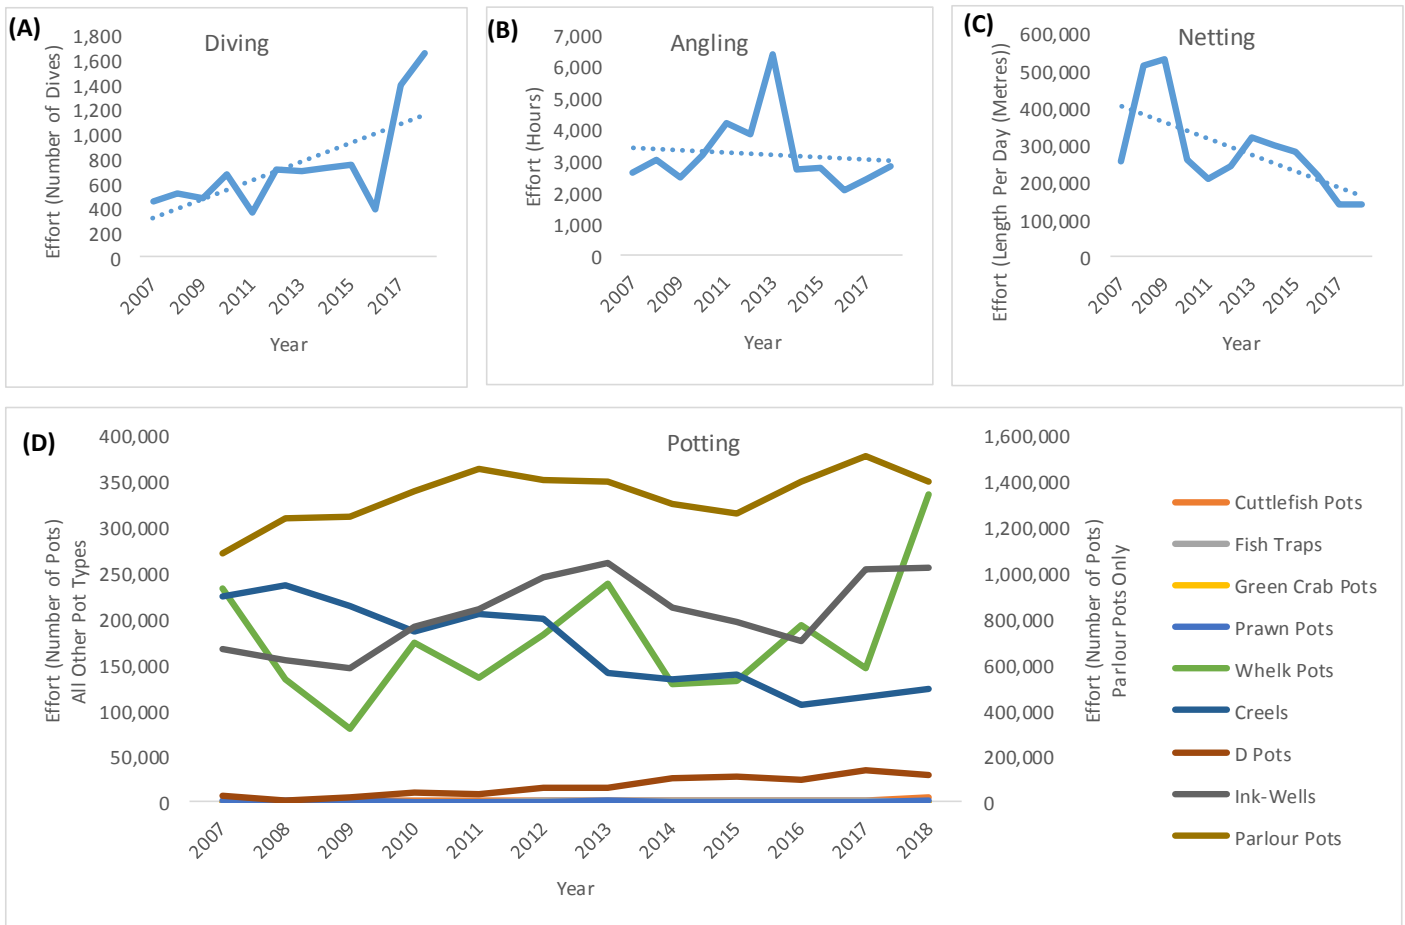 (A)
Diving
Effort (Number of Dives)
1,800
1,600
1,400
1,200
1,000
800
600
400
200
0
2007
2009
2011
2013
2015
2017
Year
(B)
Angling
Effort (Hours)
7,000
6,000
5,000
4,000
3,000
2,000
1,000
0
2007
2009
2011
2013
2015
2017
Year
(C)
Netting
Effort (Length Per Day (Metres))
600,000
500,000
400,000
300,000
200,000
100,000
0
2007
2009
2011
2013
2015
2017
Year
(D)
Potting
Effort (Number of Pots)
All Other Pot Types
400,000
350,000
300,000
250,000
200,000
150,000
100,000
50,000
0
2007
2008
2009
2010
2011
2012
2013
2014
2015
2016
2017
2018
Year
1,600,000
1,400,000
1,200,000
1,000,000
800,000
600,000
400,000
200,000
0
Effort (Number of Pots)
Parlour Pots Only
Cuttlefish Pots
Fish Traps
Green Crab Pots
Prawn Pots
Whelk Pots
Creels
D Pots
Ink-Wells
Parlour Pots